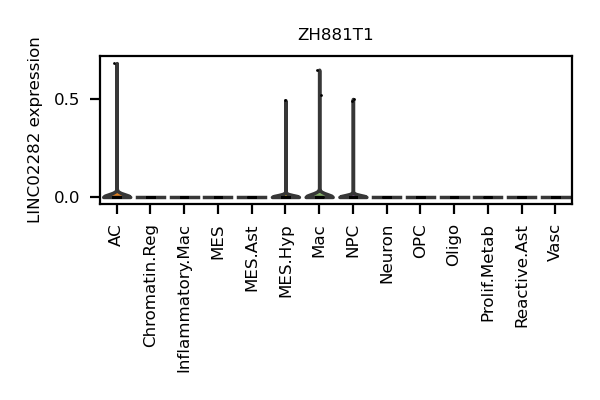 ZH881T1
LINC02282 expression
0.5
0.0
AC
Chromatin.Reg
Inflammatory.Mac
MES
MES.Ast
MES.Hyp
Mac
NPC
Neuron
OPC
Oligo
Prolif.Metab
Reactive.Ast
Vasc